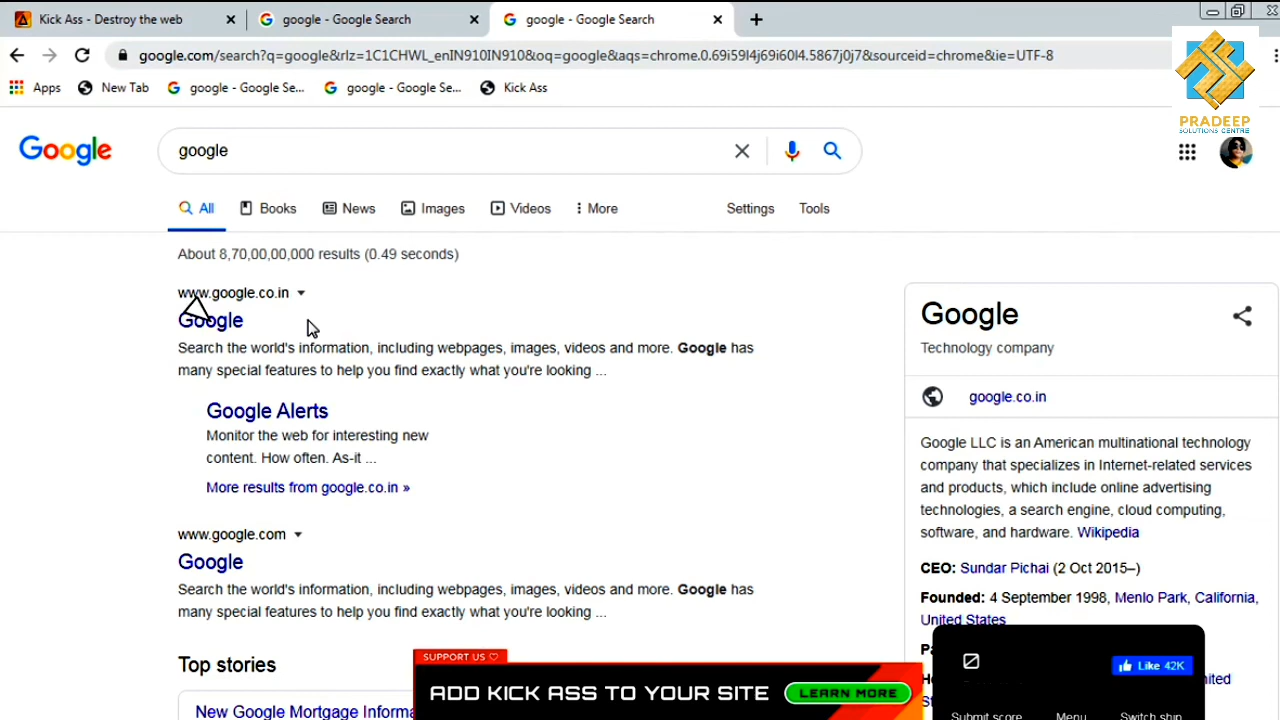 Kick Ass - Destroy the web
google - Google Search
google - Google Search
google.com/search?q=google&rlz=1C1CHWL_enIN910IN910&oq=google&aqs=chrome.0.69i59l4j69i60l4.5867j0j7&sourceid=chrome&ie=UTF-8
Apps
New Tab
google - Google Se...
google - Google Se...
Kick Ass
PRADEEP
SOLUTIONS CENTRE
Google
google
All
Books
News
Images
Videos
More
Settings
Tools
About 8,70,00,00,000 results (0.49 seconds)
www.google.co.in
Google
Search the world's information, including webpages, images, videos and more. Google has
many special features to help you find exactly what you're looking ...
Google Alerts
Monitor the web for interesting new
content. How often. As-it ...
More results from google.co.in »
www.google.com
Google
Search the world's information, including webpages, images, videos and more. Google has
many special features to help you find exactly what you're looking ...
Top stories
New Google Mortgage Informa
Google
Technology company
google.co.in
Google LLC is an American multinational technology
company that specializes in Internet-related services
and products, which include online advertising
technologies, a search engine, cloud computing,
software, and hardware. Wikipedia
CEO: Sundar Pichai (2 Oct 2015–)
Founded: 4 September 1998, Menlo Park, California,
United States
SUPPORT US
ADD KICK ASS TO YOUR SITE
LEARN MORE
Like 42K
Submit score
Menu
Switch ship